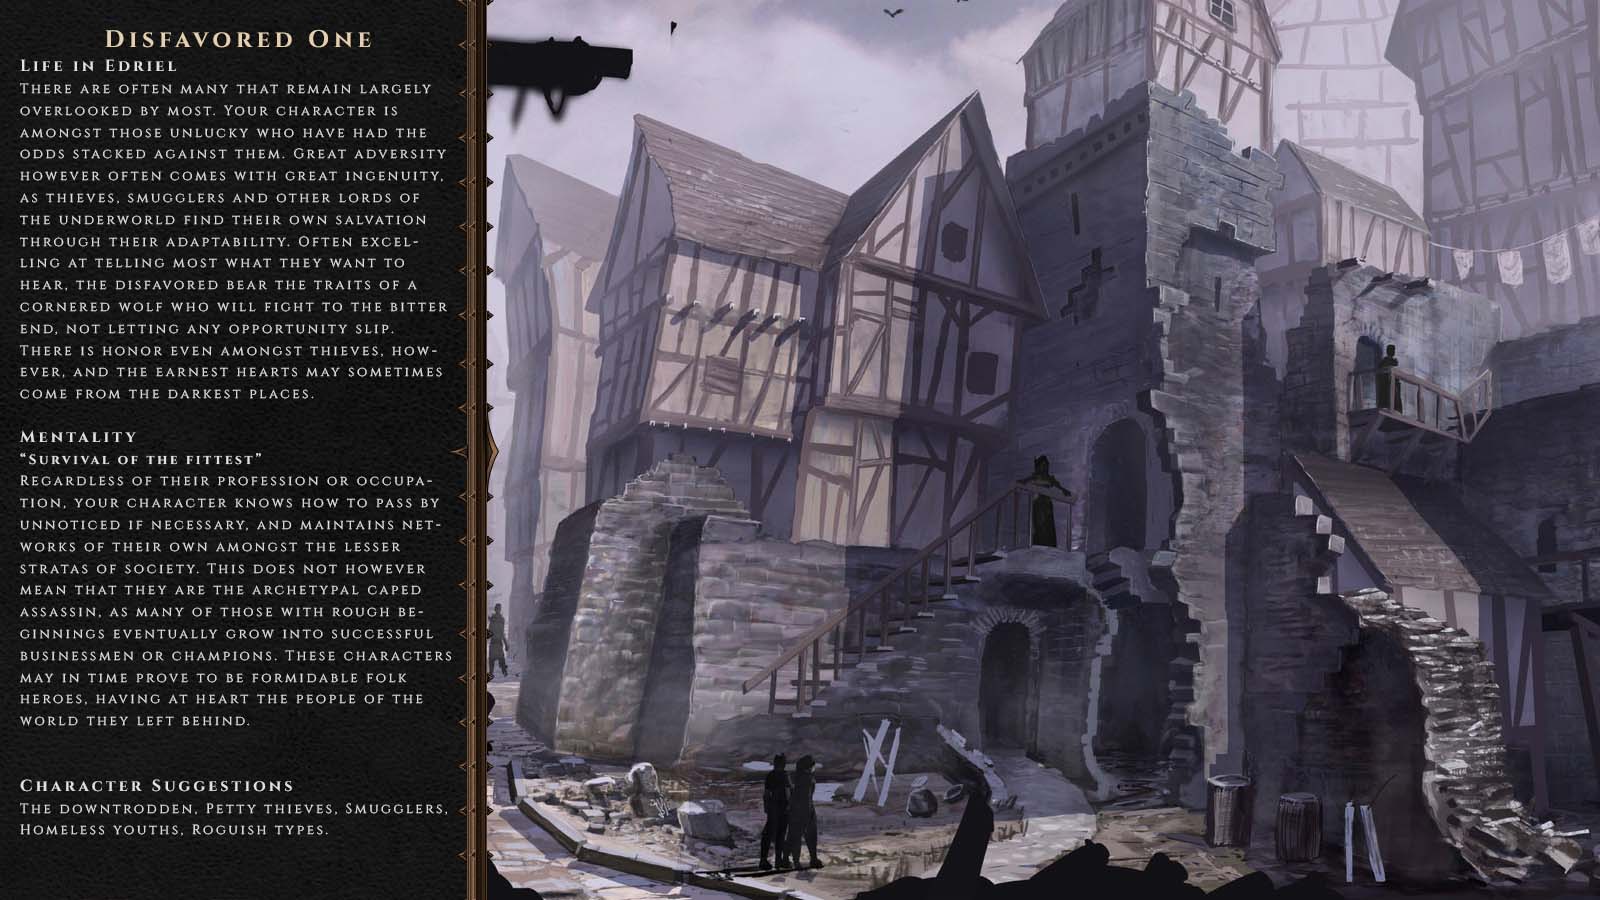 Disfavored One
Life in Edriel
There are often many that remain largely
overlooked by most. Your character is
amongst those unlucky who have had the
odds stacked against them. Great adversity
however often comes with great ingenuity,
as thieves, smugglers and other lords of
the underworld find their own salvation
through their adaptability. Often excel-
ling at telling most what they want to
hear, the disfavored bear the traits of a
cornered wolf who will fight to the bitter
end, not letting any opportunity slip.
There is honor even amongst thieves, how-
ever, and the earnest hearts may sometimes
come from the darkest places.
Mentality
“Survival of the fittest”
Regardless of their profession or occupa-
tion, your character knows how to pass by
unnoticed if necessary, and maintains net-
works of their own amongst the lesser
stratas of society. This does not however
mean that they are the archetypal caped
assassin, as many of those with rough be-
ginnings eventually grow into successful
businessmen or champions. These characters
may in time prove to be formidable folk
heroes, having at heart the people of the
world they left behind.
Character Suggestions
The downtrodden, Petty thieves, Smugglers,
Homeless youths, Roguish types.